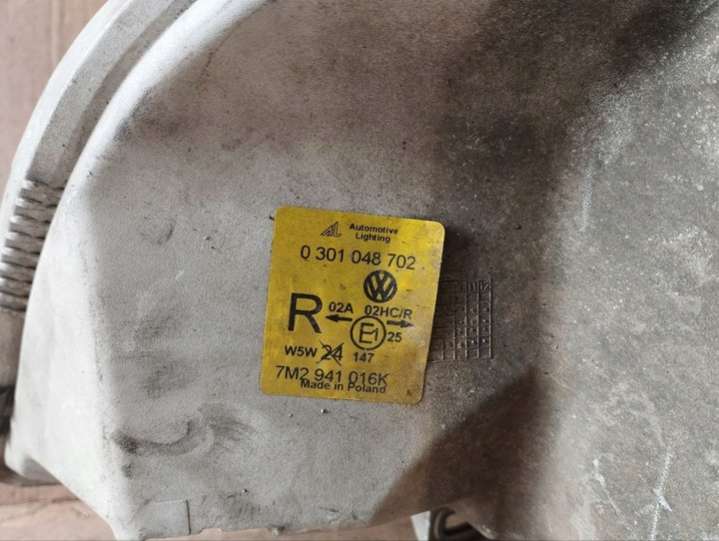 Automotive
Lighting
0 301 048 702
R 02A 02HC/R
E1 25
W5W 24 147
7M2 941 016K
Made in Poland